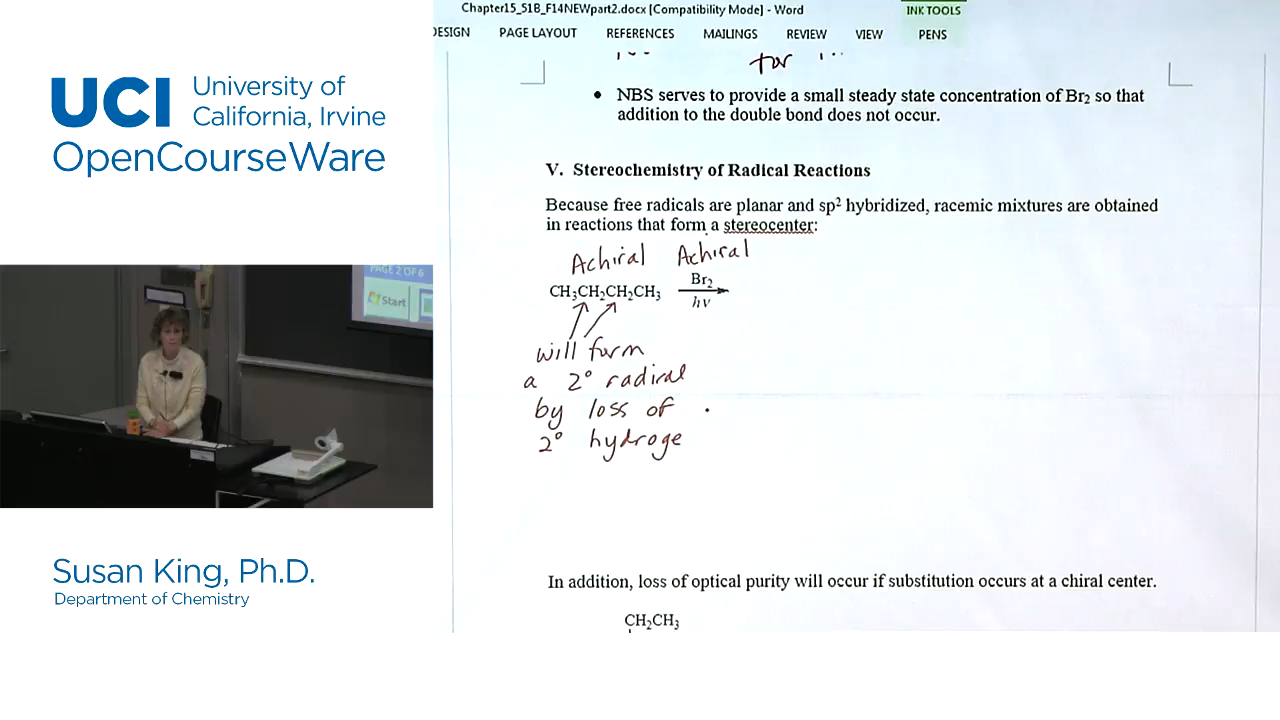 Chapter15_51B_F14NEWpart2.docx [Compatibility Mode] - Word
INK TOOLS
DESIGN PAGE LAYOUT REFERENCES MAILINGS REVIEW VIEW PENS
UCI University of California, Irvine
OpenCourseWare
for
• NBS serves to provide a small steady state concentration of Br₂ so that
addition to the double bond does not occur.
V. Stereochemistry of Radical Reactions
Because free radicals are planar and sp² hybridized, racemic mixtures are obtained
in reactions that form a stereocenter:
Achiral Achiral
CH₃CH₂CH₂CH₃ Br₂
hν
will form
a 2° radical
by loss of
2° hydroge
PAGE 2 OF 6
Start
In addition, loss of optical purity will occur if substitution occurs at a chiral center.
CH₂CH₃
Susan King, Ph.D.
Department of Chemistry